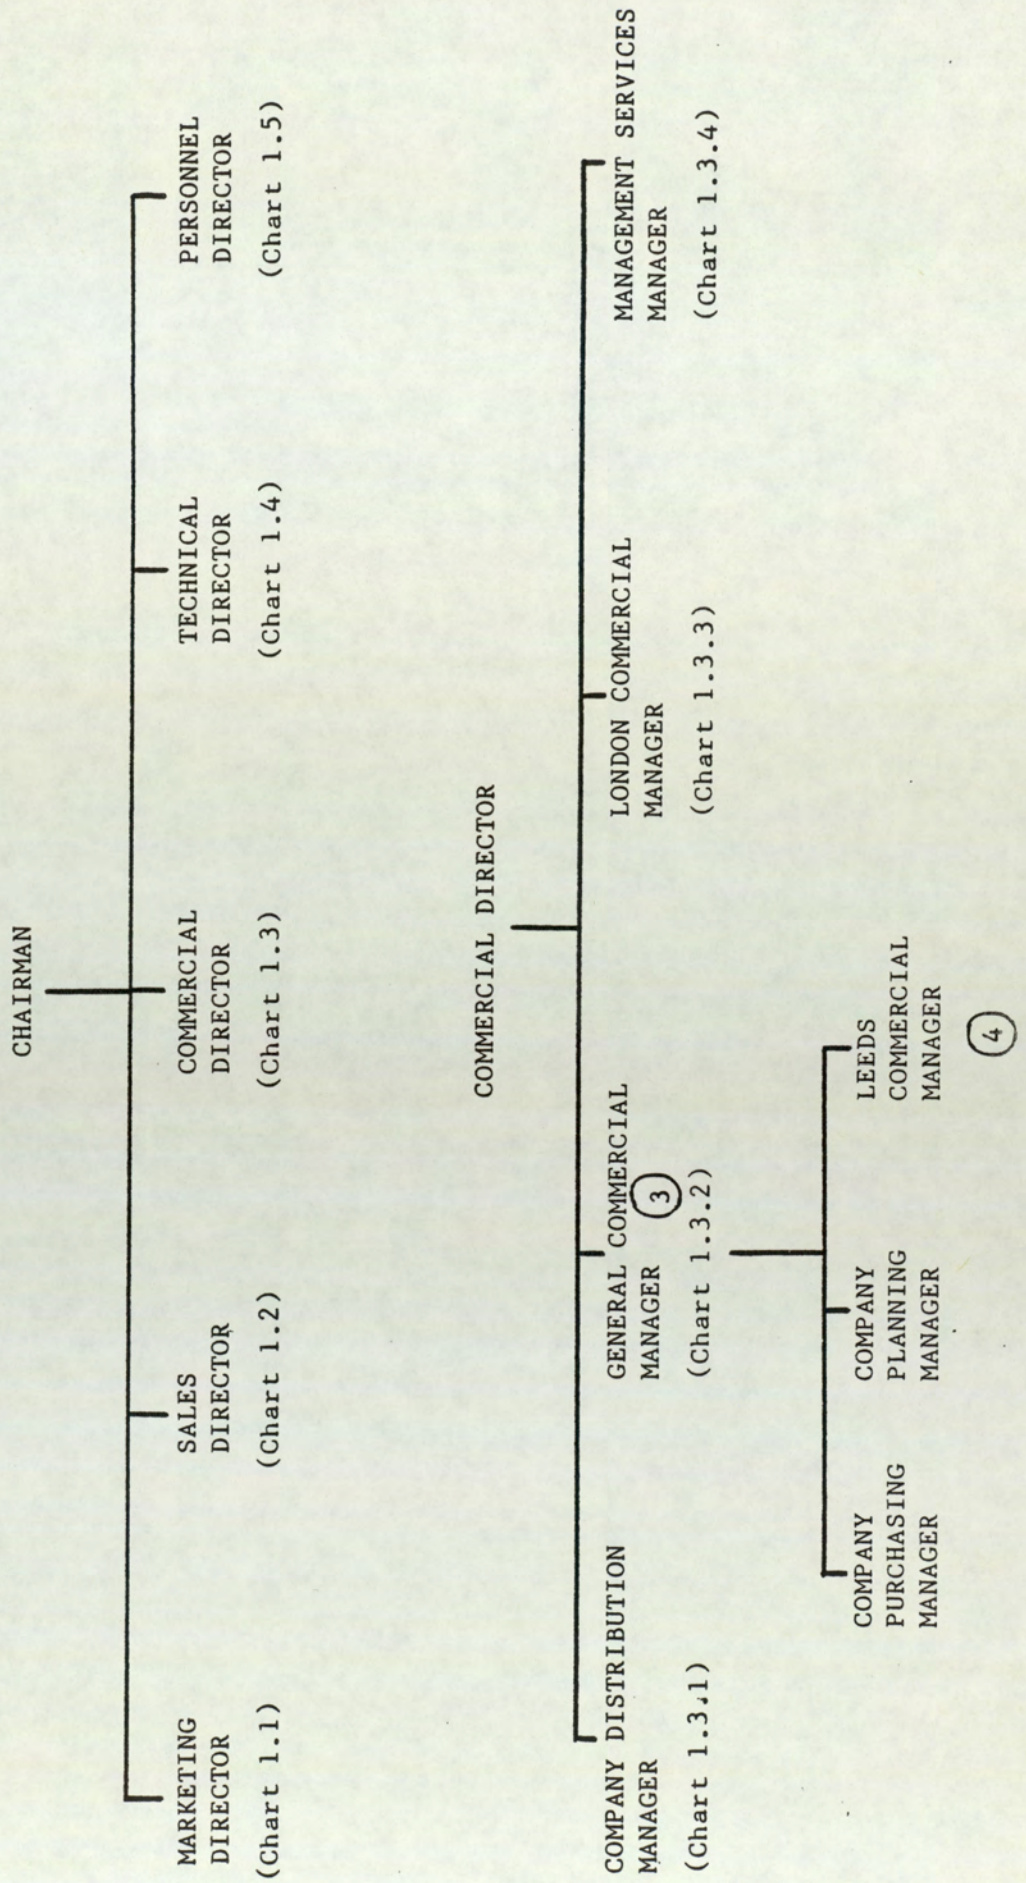 CHAIRMAN
MARKETING
DIRECTOR
(Chart 1.1)
SALES
DIRECTOR
(Chart 1.2)
COMMERCIAL
DIRECTOR
(Chart 1.3)
TECHNICAL
DIRECTOR
(Chart 1.4)
PERSONNEL
DIRECTOR
(Chart 1.5)
COMMERCIAL DIRECTOR
COMPANY DISTRIBUTION
MANAGER
(Chart 1.3.1)
GENERAL COMMERCIAL
MANAGER 3
(Chart 1.3.2)
LONDON COMMERCIAL
MANAGER
(Chart 1.3.3)
MANAGEMENT SERVICES
MANAGER
(Chart 1.3.4)
COMPANY
PURCHASING
MANAGER
COMPANY
PLANNING
MANAGER
LEEDS
COMMERCIAL
MANAGER
4